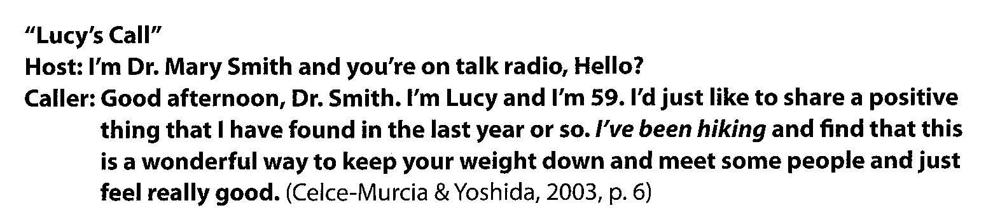 “Lucy’s Call”
Host: I’m Dr. Mary Smith and you’re on talk radio, Hello?
Caller: Good afternoon, Dr. Smith. I’m Lucy and I’m 59. I’d just like to share a positive
thing that I have found in the last year or so. I’ve been hiking and find that this
is a wonderful way to keep your weight down and meet some people and just
feel really good. (Celce-Murcia & Yoshida, 2003, p. 6)